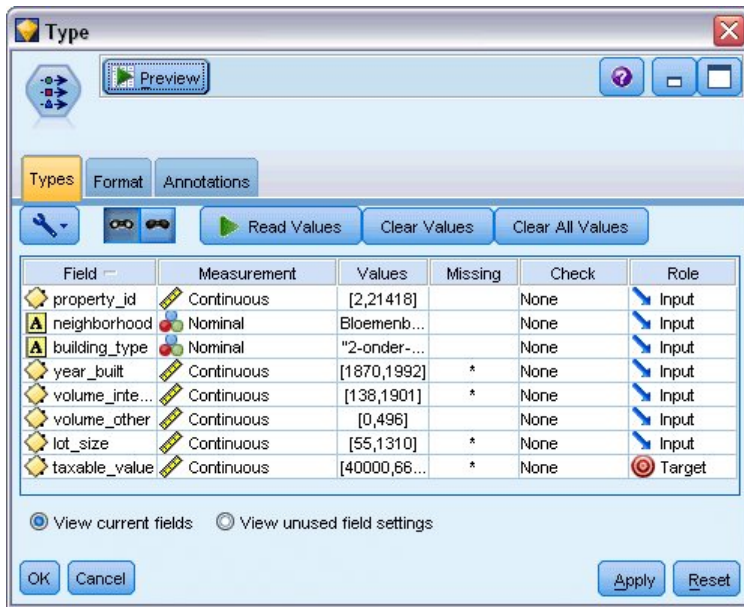 Type
Preview
Types Format Annotations
Read Values Clear Values Clear All Values
Field Measurement Values Missing Check Role
property_id Continuous [2,21418] None Input
A neighborhood Nominal Bloemenb... None Input
A building_type Nominal "2-onder-... None Input
year_built Continuous [1870,1992] * None Input
volume_inte... Continuous [138,1901] * None Input
volume_other Continuous [0,496] None Input
lot_size Continuous [55,1310] * None Input
taxable_value Continuous [40000,66... * None Target
View current fields View unused field settings
OK Cancel Apply Reset